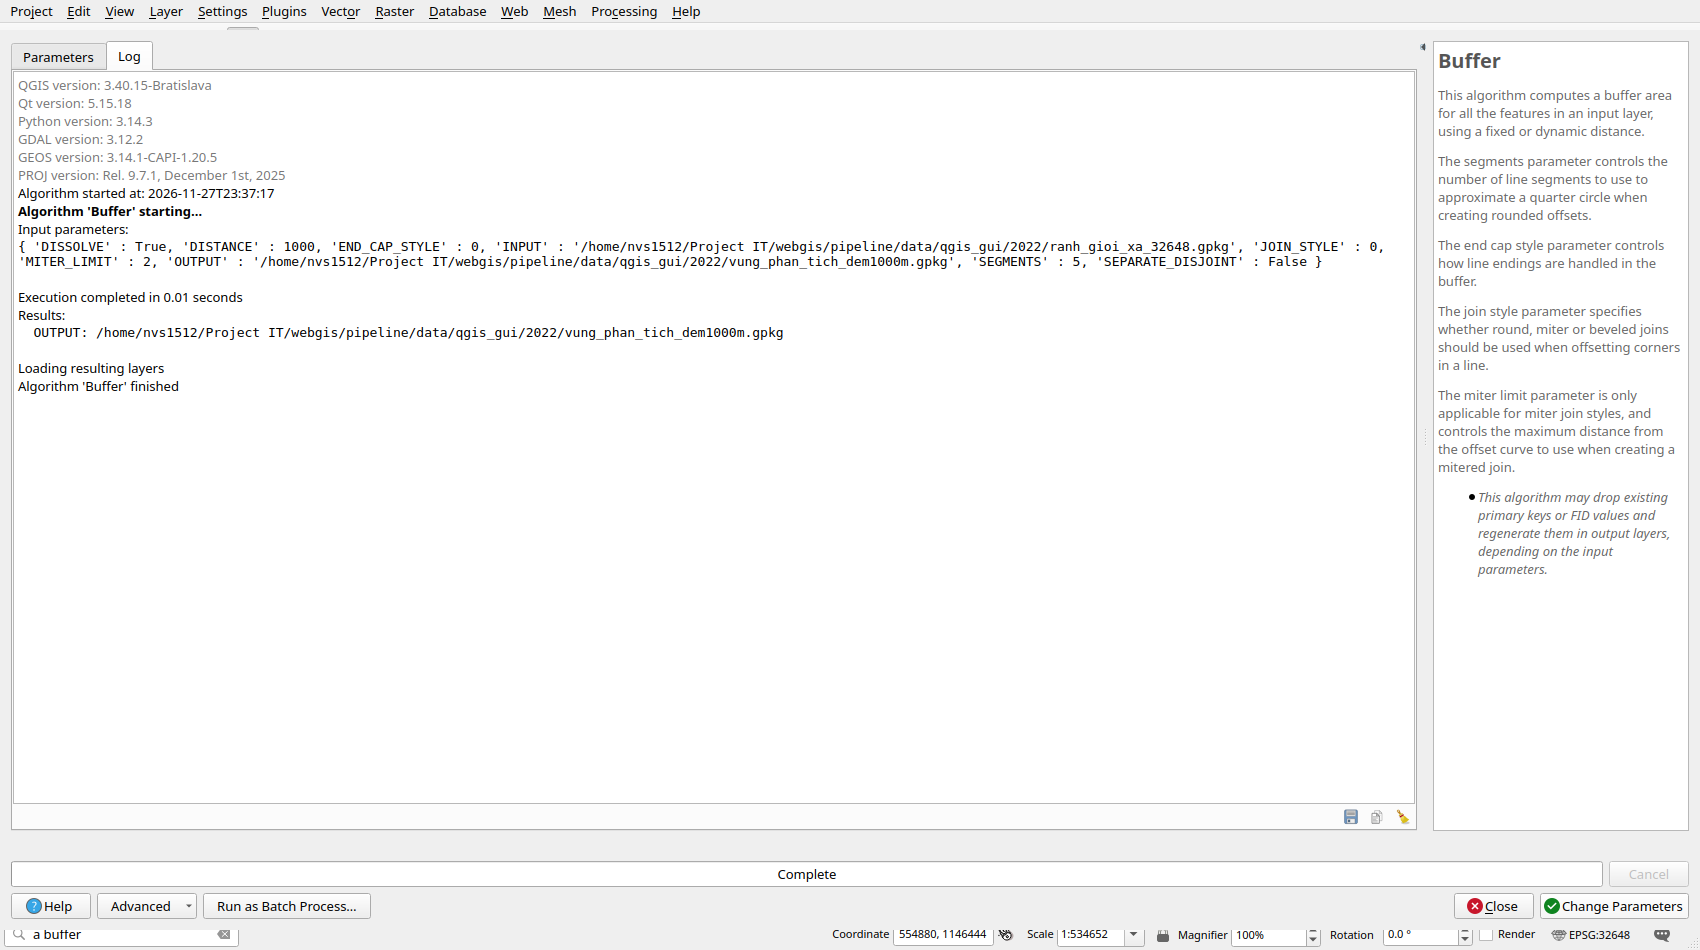 Project Edit View Layer Settings Plugins Vector Raster Database Web Mesh Processing Help
Parameters Log
QGIS version: 3.40.15-Bratislava
Qt version: 5.15.18
Python version: 3.14.3
GDAL version: 3.12.2
GEOS version: 3.14.1-CAPI-1.20.5
PROJ version: Rel. 9.7.1, December 1st, 2025
Algorithm started at: 2026-11-27T23:37:17
Algorithm 'Buffer' starting…
Input parameters:
{ 'DISSOLVE' : True, 'DISTANCE' : 1000, 'END_CAP_STYLE' : 0, 'INPUT' : '/home/nvs1512/Project IT/webgis/pipeline/data/qgis_gui/2022/ranh_gioi_xa_32648.gpkg', 'JOIN_STYLE' : 0,
'MITER_LIMIT' : 2, 'OUTPUT' : '/home/nvs1512/Project IT/webgis/pipeline/data/qgis_gui/2022/vung_phan_tich_dem1000m.gpkg', 'SEGMENTS' : 5, 'SEPARATE_DISJOINT' : False }
Execution completed in 0.01 seconds
Results:
OUTPUT: /home/nvs1512/Project IT/webgis/pipeline/data/qgis_gui/2022/vung_phan_tich_dem1000m.gpkg
Loading resulting layers
Algorithm 'Buffer' finished
Buffer
This algorithm computes a buffer area
for all the features in an input layer,
using a fixed or dynamic distance.
The segments parameter controls the
number of line segments to use to
approximate a quarter circle when
creating rounded offsets.
The end cap style parameter controls
how line endings are handled in the
buffer.
The join style parameter specifies
whether round, miter or beveled joins
should be used when offsetting corners
in a line.
The miter limit parameter is only
applicable for miter join styles, and
controls the maximum distance from
the offset curve to use when creating a
mitered join.
This algorithm may drop existing
primary keys or FID values and
regenerate them in output layers,
depending on the input
parameters.
Complete Cancel
Help Advanced Run as Batch Process… Close Change Parameters
a buffer Coordinate 554880, 1146444 Scale 1:534652 Magnifier 100% Rotation 0.0 ° Render EPSG:32648